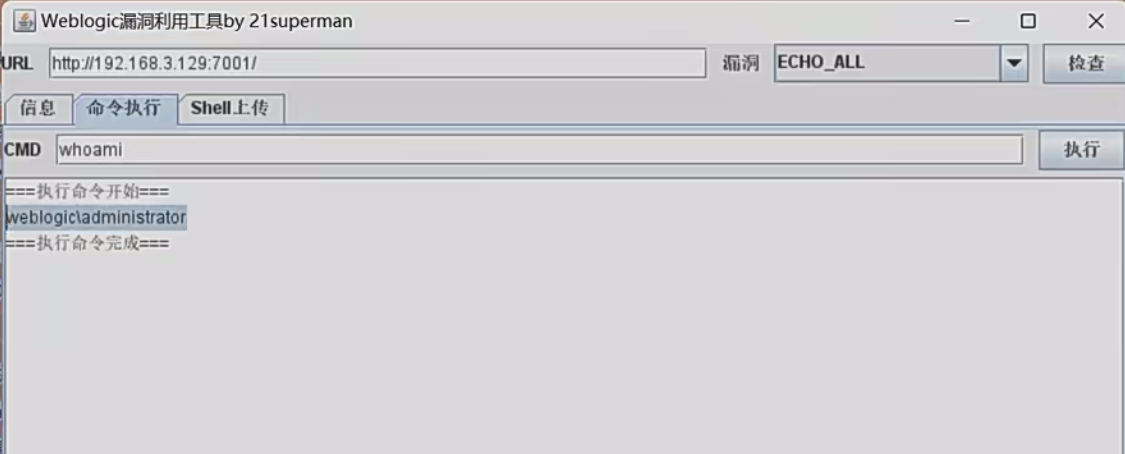 Weblogic漏洞利用工具by 21superman
URL http://192.168.3.129:7001/ 漏洞 ECHO_ALL 检查
信息 命令执行 Shell上传
CMD whoami 执行
===执行命令开始===
weblogic\administrator
===执行命令完成===